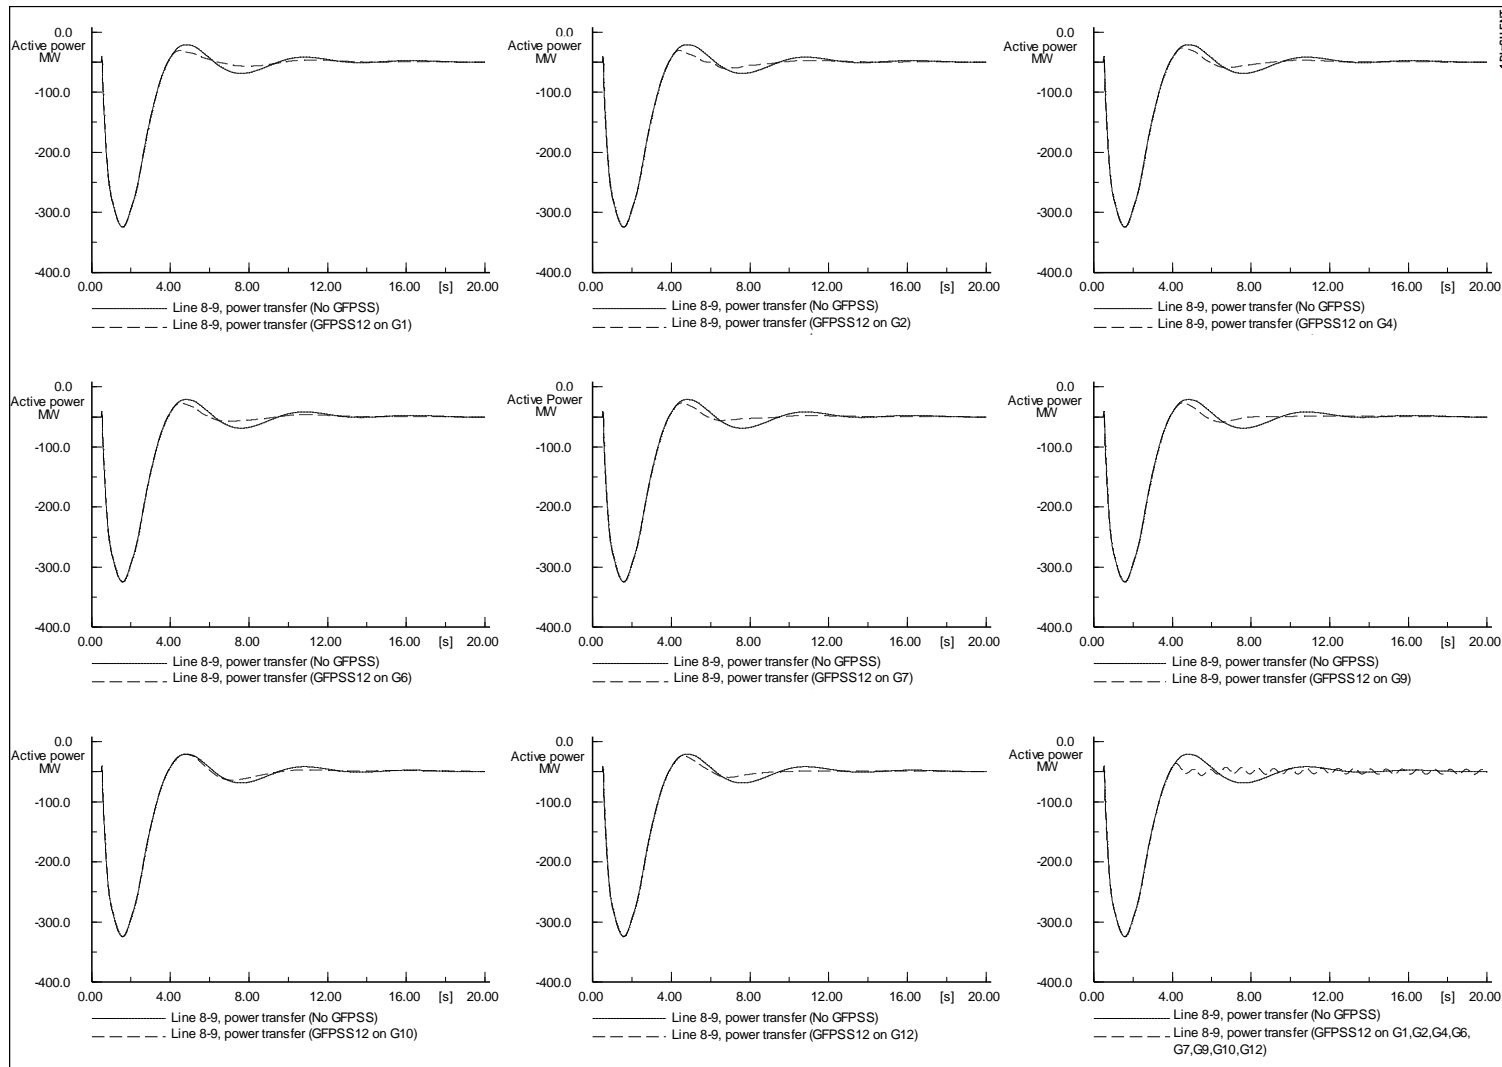 0.0
Active power
MW
-100.0
-200.0
-300.0
-400.0
0.00 4.00 8.00 12.00 16.00 [s] 20.00
Line 8-9, power transfer (No GFPSS)
Line 8-9, power transfer (GFPSS12 on G1)
0.0
Active power
MW
-100.0
-200.0
-300.0
-400.0
0.00 4.00 8.00 12.00 16.00 [s] 20.00
Line 8-9, power transfer (No GFPSS)
Line 8-9, power transfer (GFPSS12 on G2)
0.0
Active power
MW
-100.0
-200.0
-300.0
-400.0
0.00 4.00 8.00 12.00 16.00 [s] 20.00
Line 8-9, power transfer (No GFPSS)
Line 8-9, power transfer (GFPSS12 on G4)
0.0
Active power
MW
-100.0
-200.0
-300.0
-400.0
0.00 4.00 8.00 12.00 16.00 [s] 20.00
Line 8-9, power transfer (No GFPSS)
Line 8-9, power transfer (GFPSS12 on G6)
0.0
Active Power
MW
-100.0
-200.0
-300.0
-400.0
0.00 4.00 8.00 12.00 16.00 [s] 20.00
Line 8-9, power transfer (No GFPSS)
Line 8-9, power transfer (GFPSS12 on G7)
0.0
Active power
MW
-100.0
-200.0
-300.0
-400.0
0.00 4.00 8.00 12.00 16.00 [s] 20.00
Line 8-9, power transfer (No GFPSS)
Line 8-9, power transfer (GFPSS12 on G9)
0.0
Active power
MW
-100.0
-200.0
-300.0
-400.0
0.00 4.00 8.00 12.00 16.00 [s] 20.00
Line 8-9, power transfer (No GFPSS)
Line 8-9, power transfer (GFPSS12 on G10)
0.0
Active power
MW
-100.0
-200.0
-300.0
-400.0
0.00 4.00 8.00 12.00 16.00 [s] 20.00
Line 8-9, power transfer (No GFPSS)
Line 8-9, power transfer (GFPSS12 on G12)
0.0
Active power
MW
-100.0
-200.0
-300.0
-400.0
0.00 4.00 8.00 12.00 16.00 [s] 20.00
Line 8-9, power transfer (No GFPSS)
Line 8-9, power transfer (GFPSS12 on G1,G2,G4,G6,
G7,G9,G10,G12)